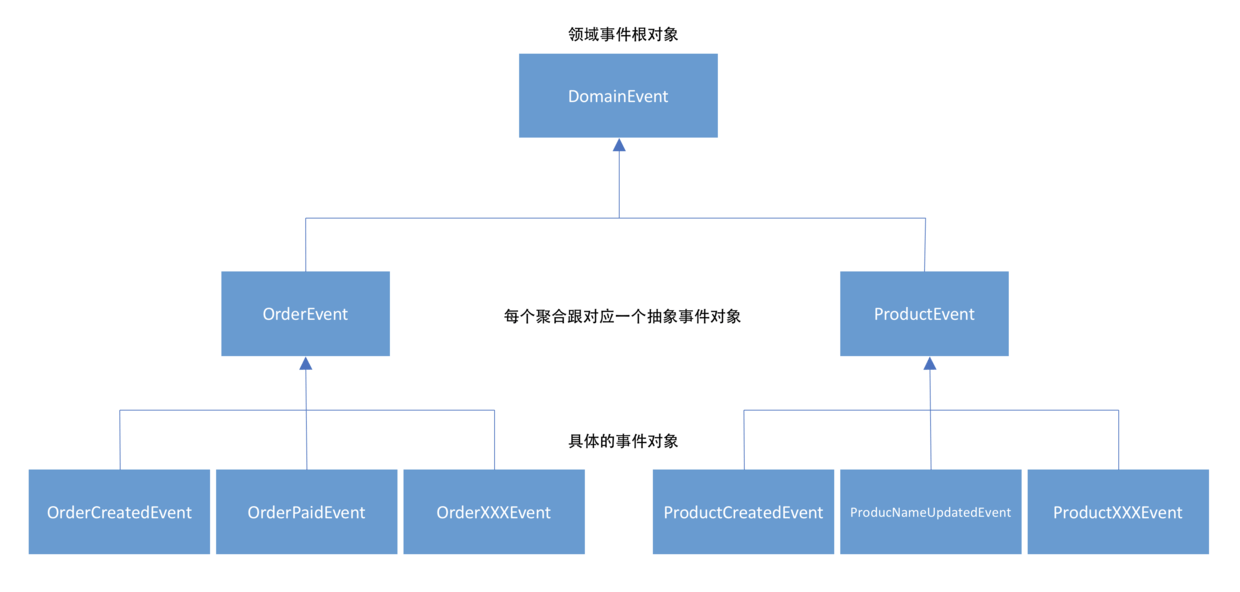 领域事件根对象
DomainEvent
OrderEvent
每个聚合跟对应一个抽象事件对象
ProductEvent
具体的事件对象
OrderCreatedEvent
OrderPaidEvent
OrderXXXEvent
ProductCreatedEvent
ProducNameUpdatedEvent
ProductXXXEvent